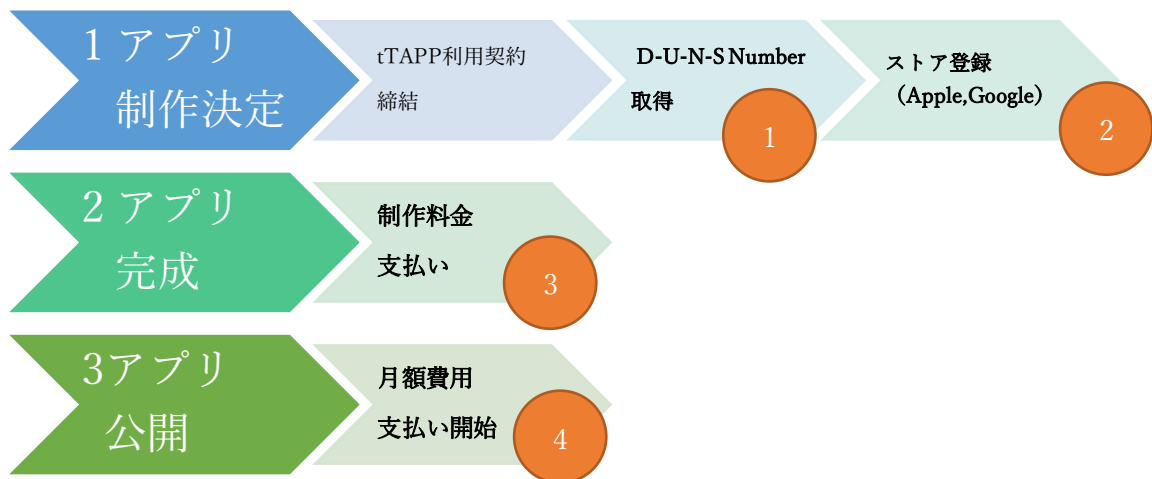 1 アプリ
制作決定
tTAPP利用契約
締結
D-U-N-S Number
取得
1
ストア登録
（Apple,Google）
2
2 アプリ
完成
制作料金
支払い
3
3アプリ
公開
月額費用
支払い開始
4